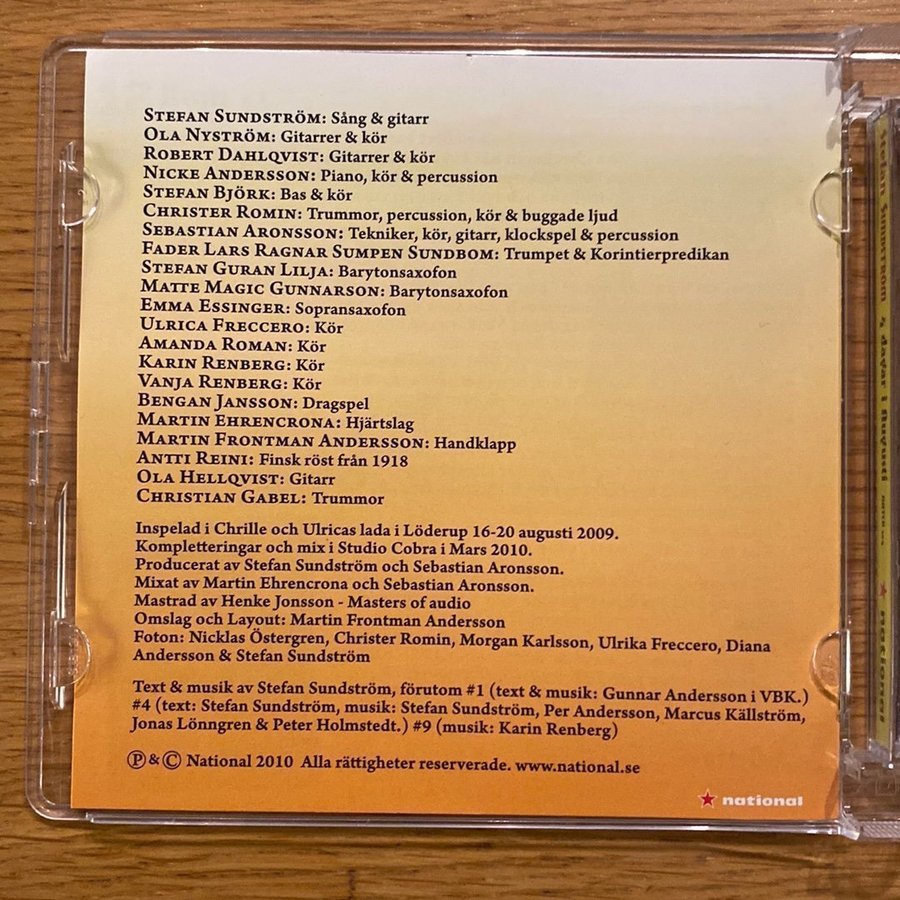 STEFAN SUNDSTRÖM: Sång & gitarr
OLA NYSTRÖM: Gitarrer & kör
ROBERT DAHLQVIST: Gitarrer & kör
NICKE ANDERSSON: Piano, kör & percussion
STEFAN BJÖRK: Bas & kör
CHRISTER ROMIN: Trummor, percussion, kör & buggade ljud
SEBASTIAN ARONSSON: Tekniker, kör, gitarr, klockspel & percussion
FADER LARS RAGNAR SUMPEN SUNDBOM: Trumpet & Korintierpredikan
STEFAN GURAN LILJA: Barytonsaxofon
MATTE MAGIC GUNNARSON: Barytonsaxofon
EMMA ESSINGER: Sopransaxofon
ULRICA FRECCERO: Kör
AMANDA ROMAN: Kör
KARIN RENBERG: Kör
VANJA RENBERG: Kör
BENGAN JANSSON: Dragspel
MARTIN EHRENCRONA: Hjärtslag
MARTIN FRONTMAN ANDERSSON: Handklapp
ANTTI REINI: Finsk röst från 1918
OLA HELLQVIST: Gitarr
CHRISTIAN GABEL: Trummor
Inspelad i Chrille och Ulricas lada i Löderup 16-20 augusti 2009.
Kompletteringar och mix i Studio Cobra i Mars 2010.
Producerat av Stefan Sundström och Sebastian Aronsson.
Mixat av Martin Ehrencrona och Sebastian Aronsson.
Mastrad av Henke Jonsson - Masters of audio
Omslag och Layout: Martin Frontman Andersson
Foton: Nicklas Östergren, Christer Romin, Morgan Karlsson, Ulrika Freccero, Diana
Andersson & Stefan Sundström
Text & musik av Stefan Sundström, förutom #1 (text & musik: Gunnar Andersson i VBK.)
#4 (text: Stefan Sundström, musik: Stefan Sundström, Per Andersson, Marcus Källström,
Jonas Lönngren & Peter Holmstedt.) #9 (musik: Karin Renberg)
Ⓟ & Ⓒ National 2010 Alla rättigheter reserverade. www.national.se
national
Stefan Sundström 5 dagar i Augusti
national